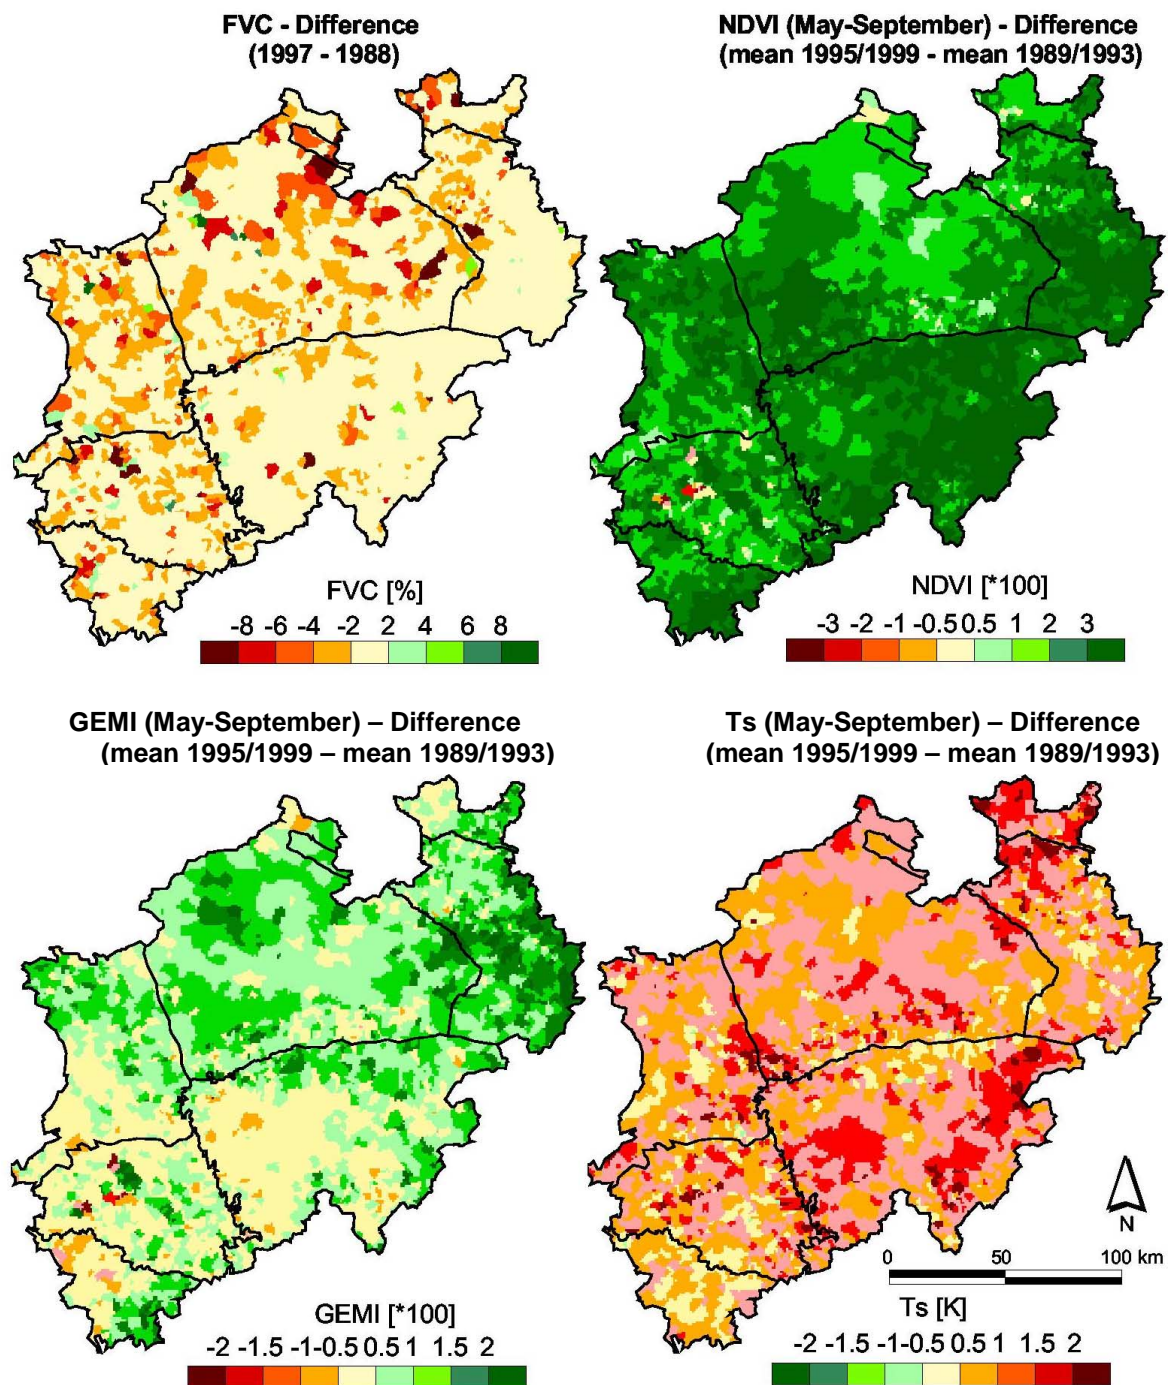 FVC - Difference
(1997 - 1988)
NDVI (May-September) - Difference
(mean 1995/1999 - mean 1989/1993)
FVC [%]
-8 -6 -4 -2 2 4 6 8
NDVI [*100]
-3 -2 -1 -0.5 0.5 1 2 3
GEMI (May-September) – Difference
(mean 1995/1999 – mean 1989/1993)
Ts (May-September) – Difference
(mean 1995/1999 – mean 1989/1993)
N
0 50 100 km
GEMI [*100]
-2 -1.5 -1 -0.5 0.5 1 1.5 2
Ts [K]
-2 -1.5 -1 -0.5 0.5 1 1.5 2